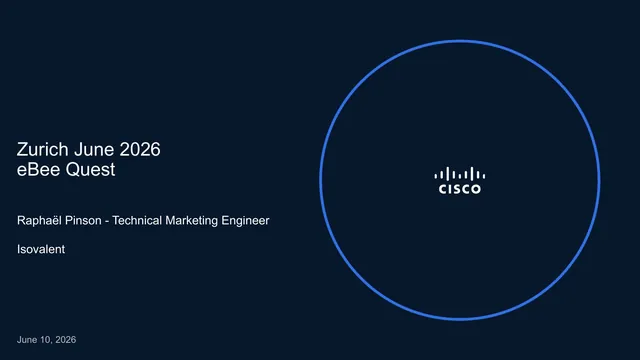 Zurich June 2026
eBee Quest
Raphaël Pinson - Technical Marketing Engineer
Isovalent
CISCO
June 10, 2026